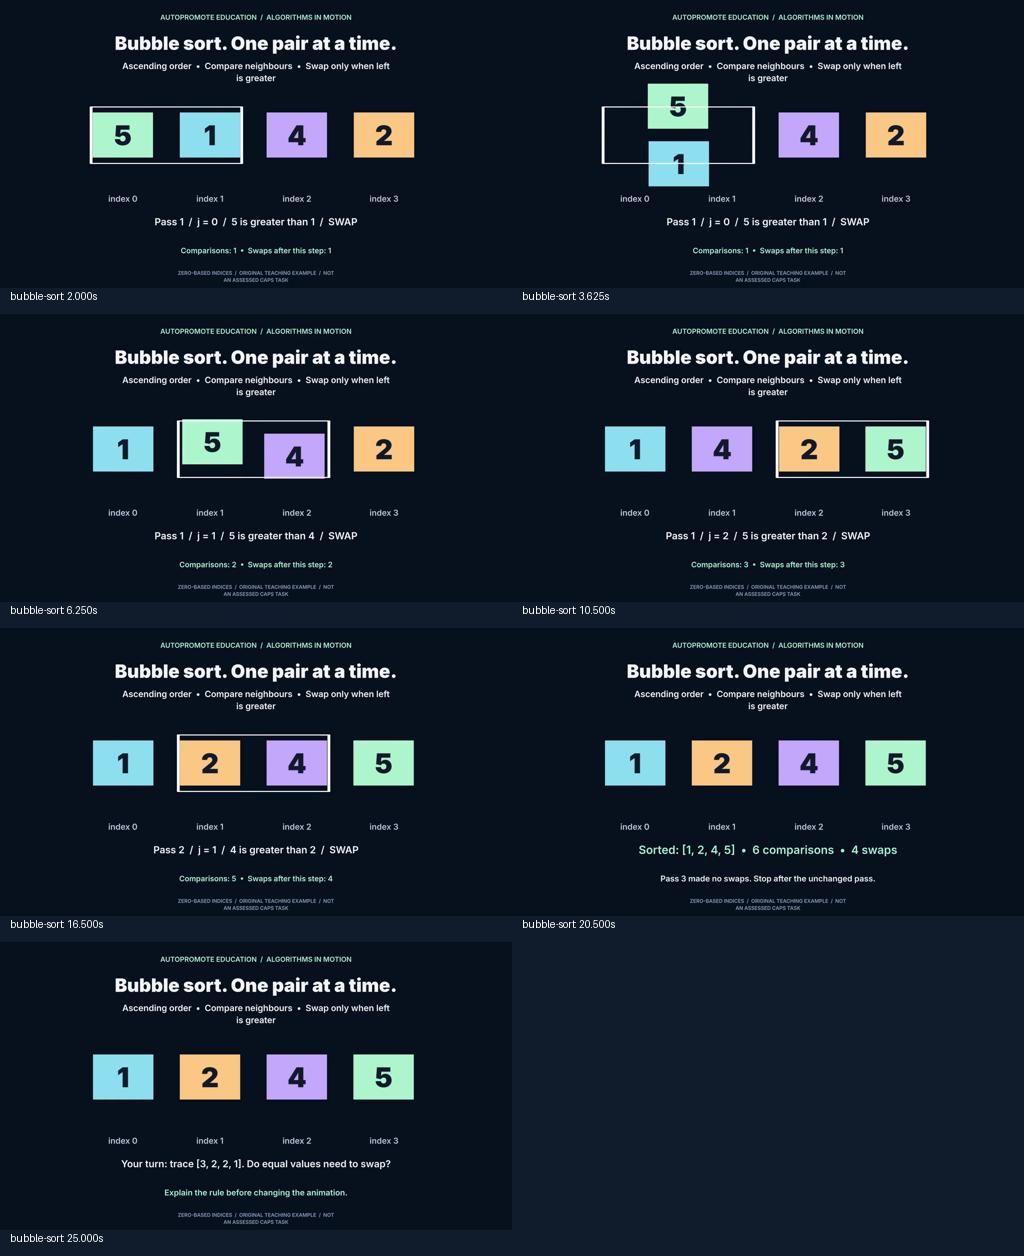 AUTOPROMOTE EDUCATION / ALGORITHMS IN MOTION
Bubble sort. One pair at a time.
Ascending order • Compare neighbours • Swap only when left
is greater
5 1 4 2
index 0 index 1 index 2 index 3
Pass 1 / j = 0 / 5 is greater than 1 / SWAP
Comparisons: 1 • Swaps after this step: 1
ZERO-BASED INDICES / ORIGINAL TEACHING EXAMPLE / NOT
AN ASSESSED CAPS TASK
bubble-sort 2.000s
AUTOPROMOTE EDUCATION / ALGORITHMS IN MOTION
Bubble sort. One pair at a time.
Ascending order • Compare neighbours • Swap only when left
is greater
5
1 4 2
index 0 index 1 index 2 index 3
Pass 1 / j = 0 / 5 is greater than 1 / SWAP
Comparisons: 1 • Swaps after this step: 1
ZERO-BASED INDICES / ORIGINAL TEACHING EXAMPLE / NOT
AN ASSESSED CAPS TASK
bubble-sort 3.625s
AUTOPROMOTE EDUCATION / ALGORITHMS IN MOTION
Bubble sort. One pair at a time.
Ascending order • Compare neighbours • Swap only when left
is greater
1 5 4 2
index 0 index 1 index 2 index 3
Pass 1 / j = 1 / 5 is greater than 4 / SWAP
Comparisons: 2 • Swaps after this step: 2
ZERO-BASED INDICES / ORIGINAL TEACHING EXAMPLE / NOT
AN ASSESSED CAPS TASK
bubble-sort 6.250s
AUTOPROMOTE EDUCATION / ALGORITHMS IN MOTION
Bubble sort. One pair at a time.
Ascending order • Compare neighbours • Swap only when left
is greater
1 4 2 5
index 0 index 1 index 2 index 3
Pass 1 / j = 2 / 5 is greater than 2 / SWAP
Comparisons: 3 • Swaps after this step: 3
ZERO-BASED INDICES / ORIGINAL TEACHING EXAMPLE / NOT
AN ASSESSED CAPS TASK
bubble-sort 10.500s
AUTOPROMOTE EDUCATION / ALGORITHMS IN MOTION
Bubble sort. One pair at a time.
Ascending order • Compare neighbours • Swap only when left
is greater
1 2 4 5
index 0 index 1 index 2 index 3
Pass 2 / j = 1 / 4 is greater than 2 / SWAP
Comparisons: 5 • Swaps after this step: 4
ZERO-BASED INDICES / ORIGINAL TEACHING EXAMPLE / NOT
AN ASSESSED CAPS TASK
bubble-sort 16.500s
AUTOPROMOTE EDUCATION / ALGORITHMS IN MOTION
Bubble sort. One pair at a time.
Ascending order • Compare neighbours • Swap only when left
is greater
1 2 4 5
index 0 index 1 index 2 index 3
Sorted: [1, 2, 4, 5] • 6 comparisons • 4 swaps
Pass 3 made no swaps. Stop after the unchanged pass.
ZERO-BASED INDICES / ORIGINAL TEACHING EXAMPLE / NOT
AN ASSESSED CAPS TASK
bubble-sort 20.500s
AUTOPROMOTE EDUCATION / ALGORITHMS IN MOTION
Bubble sort. One pair at a time.
Ascending order • Compare neighbours • Swap only when left
is greater
1 2 4 5
index 0 index 1 index 2 index 3
Your turn: trace [3, 2, 2, 1]. Do equal values need to swap?
Explain the rule before changing the animation.
ZERO-BASED INDICES / ORIGINAL TEACHING EXAMPLE / NOT
AN ASSESSED CAPS TASK
bubble-sort 25.000s